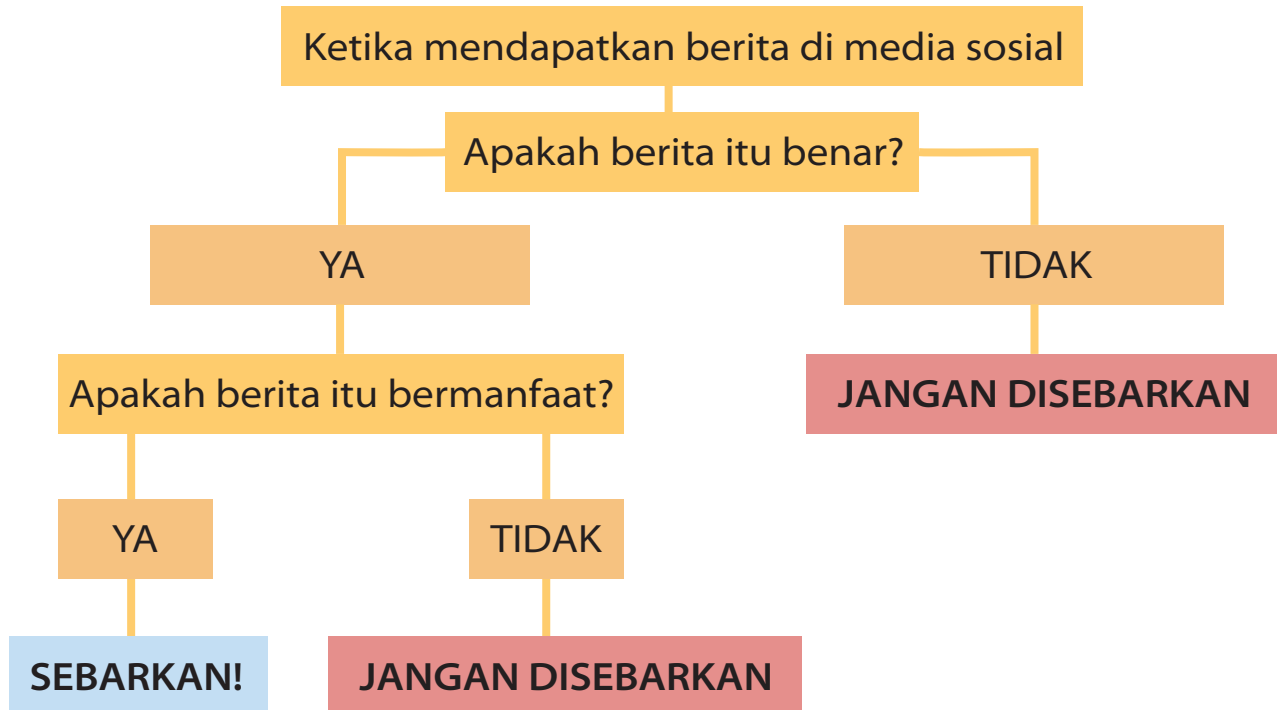 Ketika mendapatkan berita di media sosial
Apakah berita itu benar?
YA
TIDAK
Apakah berita itu bermanfaat?
JANGAN DISEBARKAN
YA
TIDAK
SEBARKAN!
JANGAN DISEBARKAN